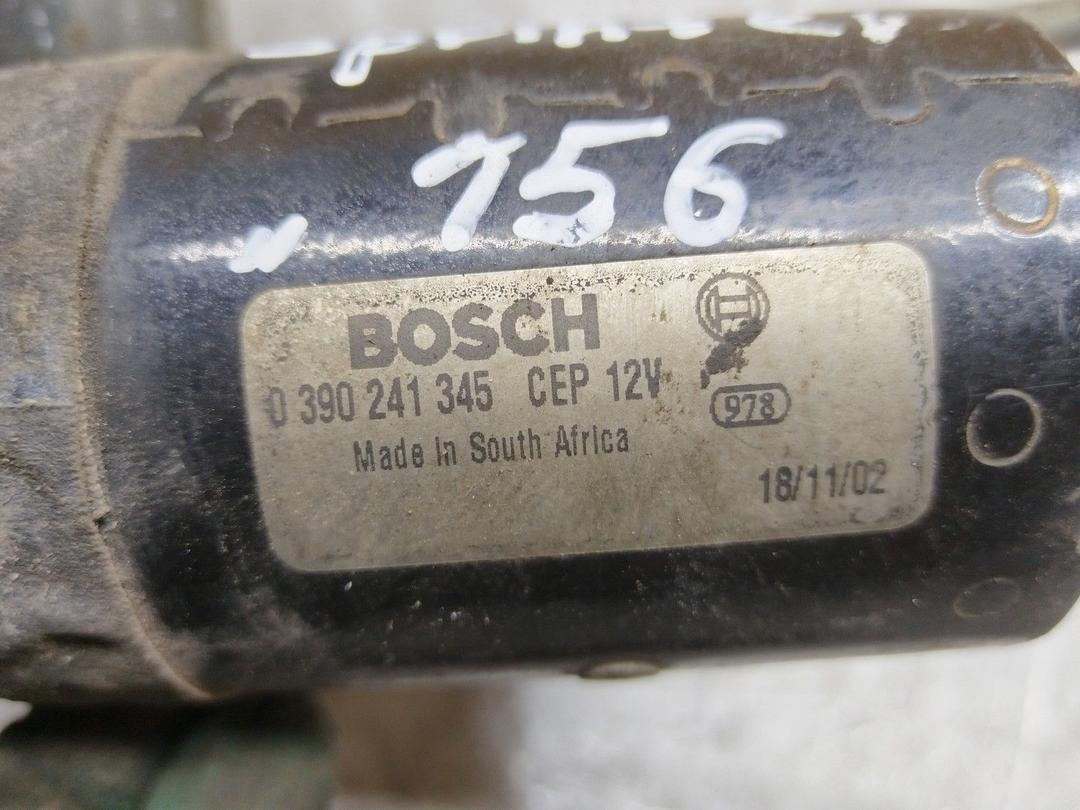 156
BOSCH
0 390 241 345 CEP 12V
978
Made In South Africa
18/11/02